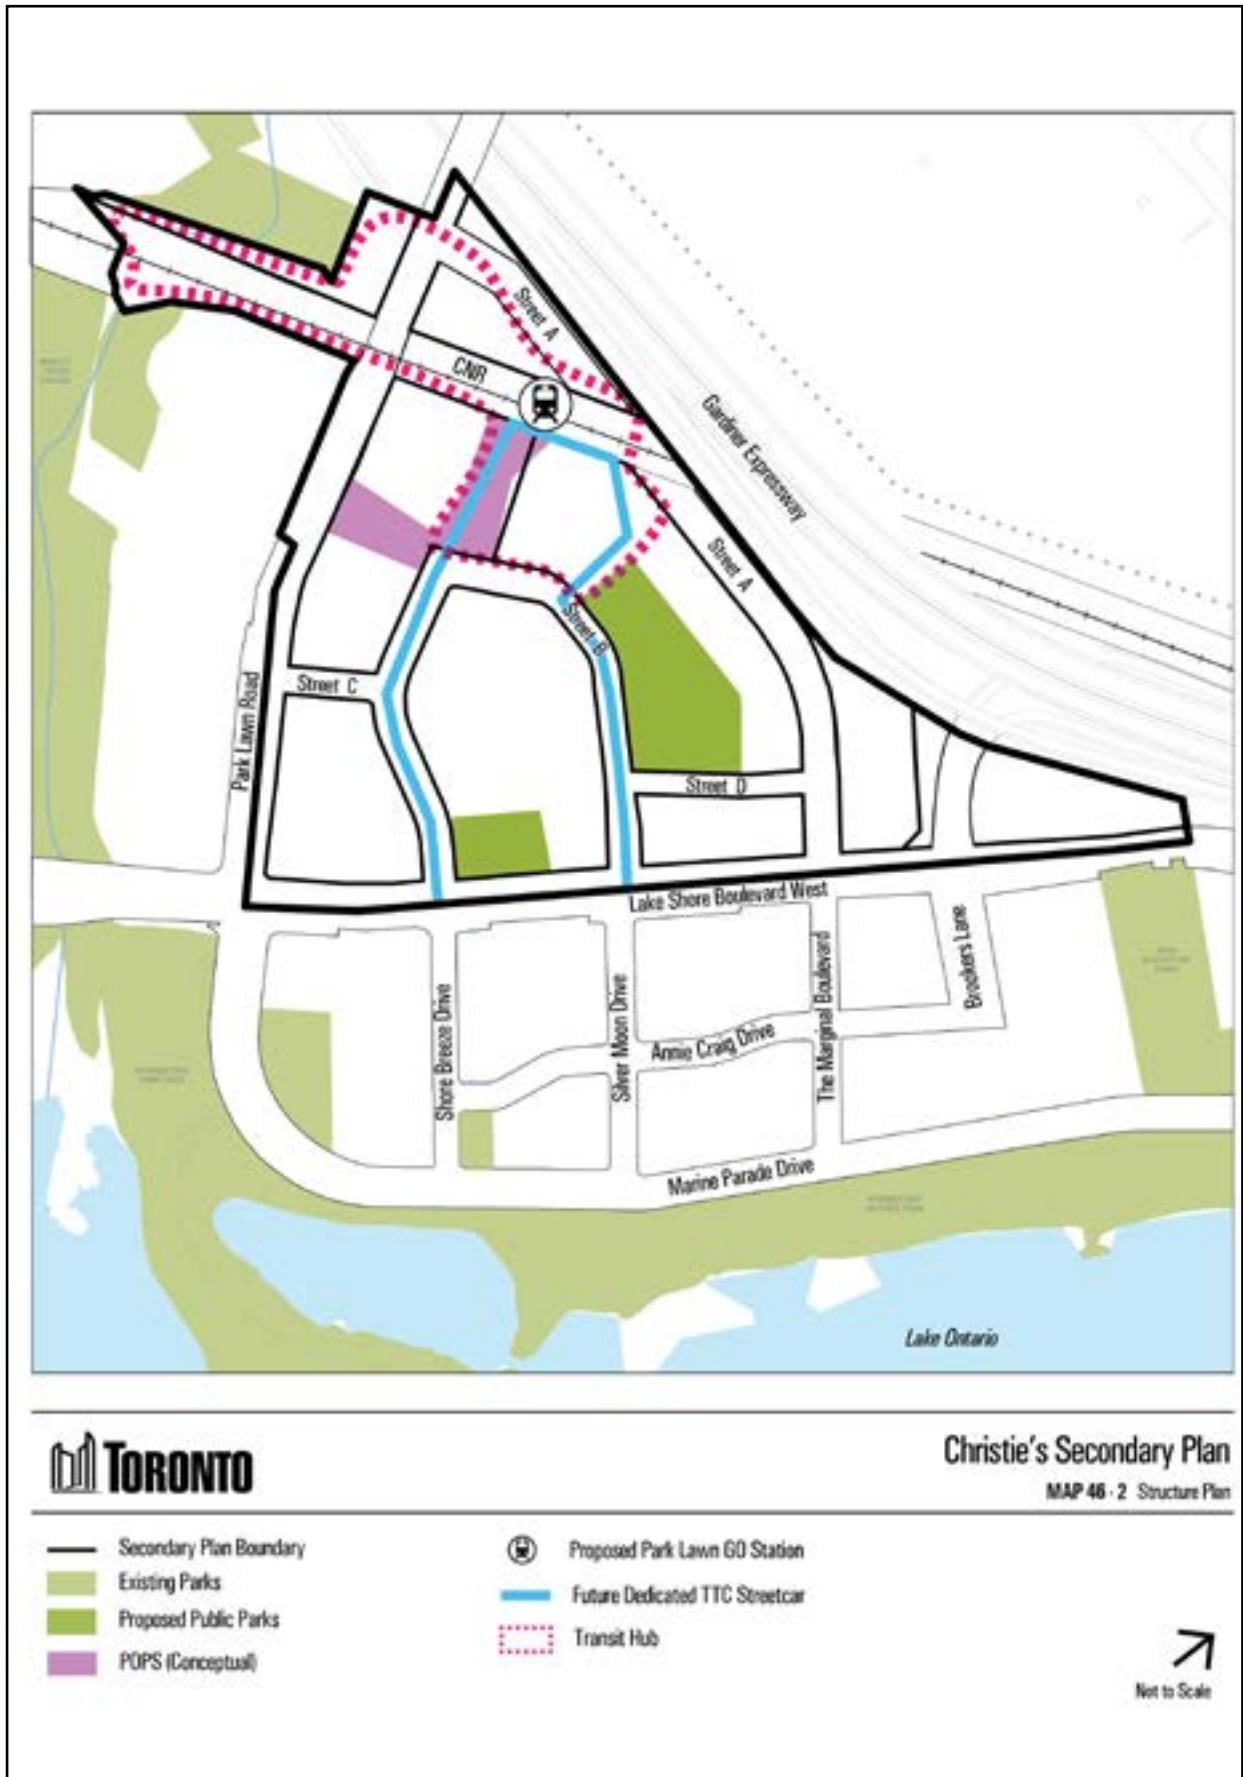 Street A
CNR
Gardiner Expressway
Street A
Street B
Street C
Park Lawn Road
Street D
Lake Shore Boulevard West
Shore Breeze Drive
Silver Moon Drive
Annie Craig Drive
The Marginal Boulevard
Brookers Lane
Marine Parade Drive
Lake Ontario
TORONTO
Christie's Secondary Plan
MAP 46 - 2 Structure Plan
Secondary Plan Boundary
Existing Parks
Proposed Public Parks
POPS (Conceptual)
Proposed Park Lawn GO Station
Future Dedicated TTC Streetcar
Transit Hub
Not to Scale